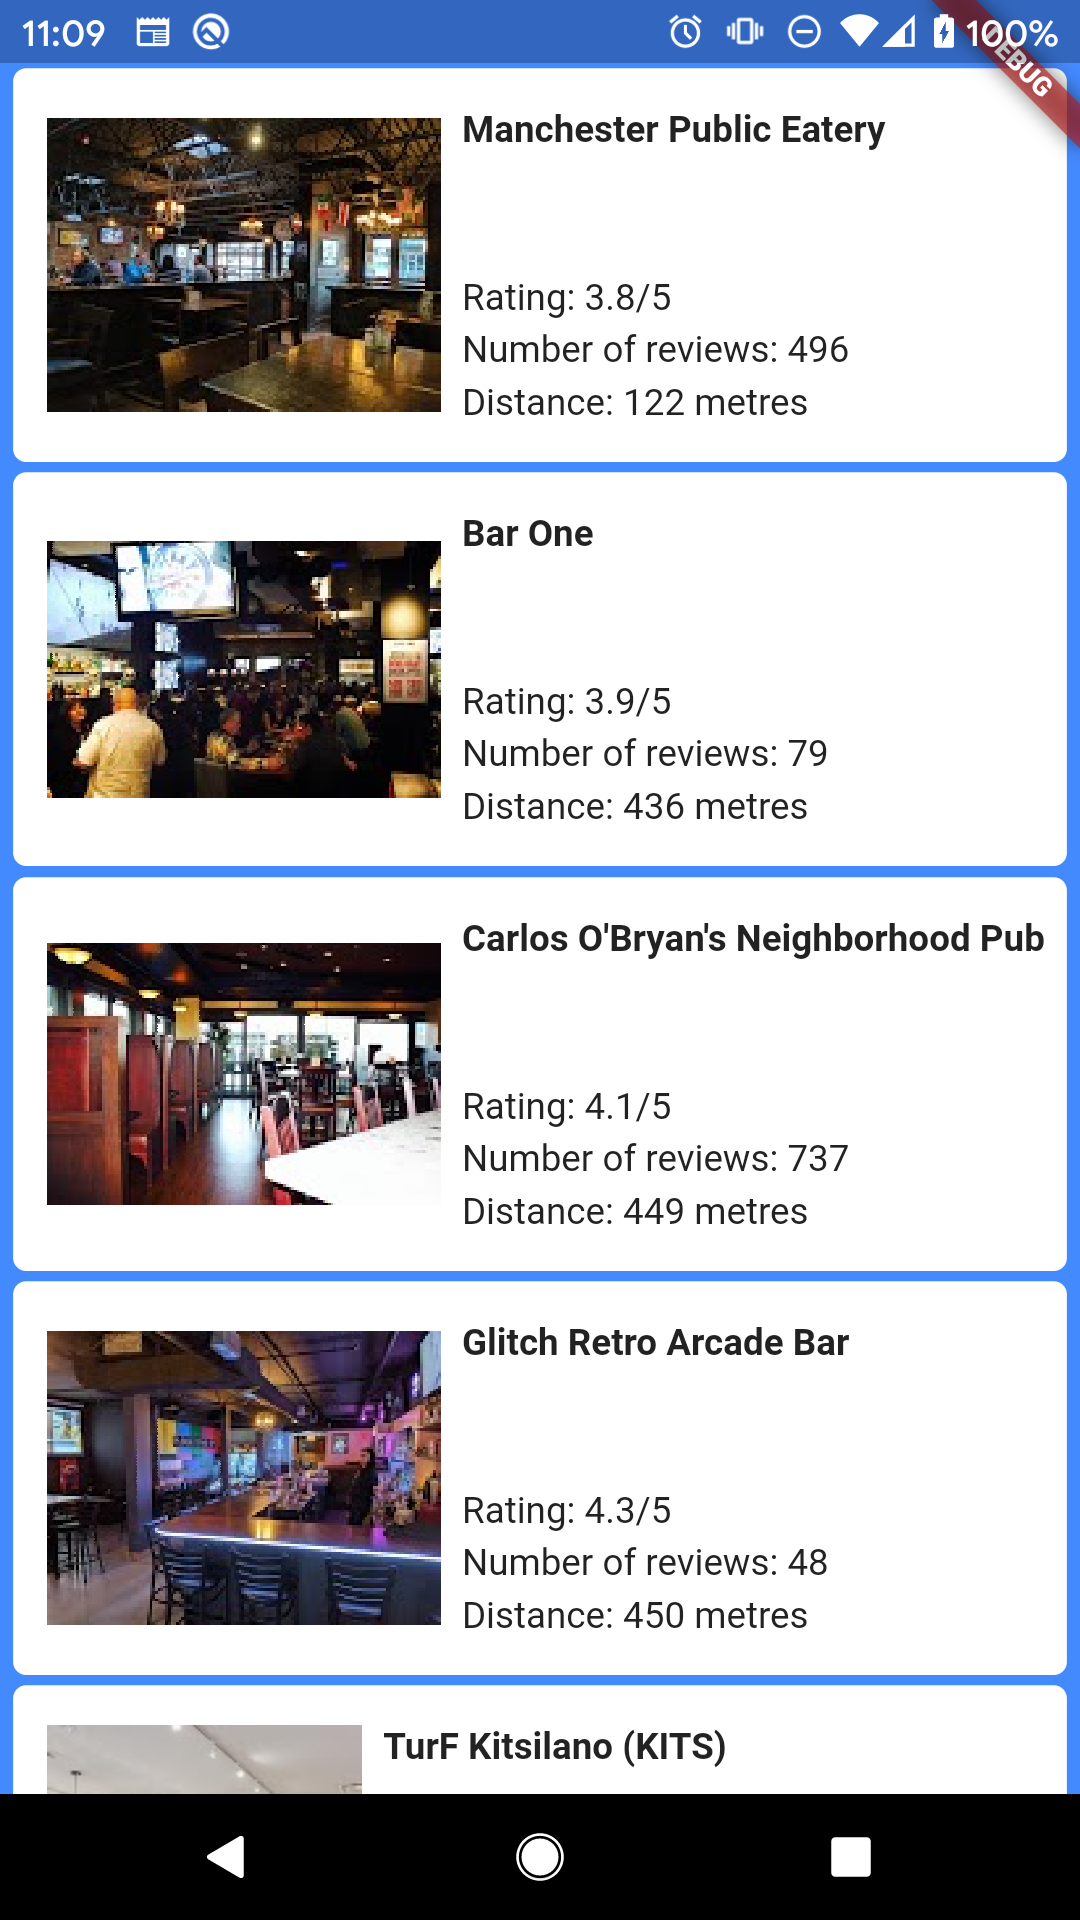 11:09
100%
DEBUG
Manchester Public Eatery
Rating: 3.8/5
Number of reviews: 496
Distance: 122 metres
Bar One
Rating: 3.9/5
Number of reviews: 79
Distance: 436 metres
Carlos O'Bryan's Neighborhood Pub
Rating: 4.1/5
Number of reviews: 737
Distance: 449 metres
Glitch Retro Arcade Bar
Rating: 4.3/5
Number of reviews: 48
Distance: 450 metres
TurF Kitsilano (KITS)